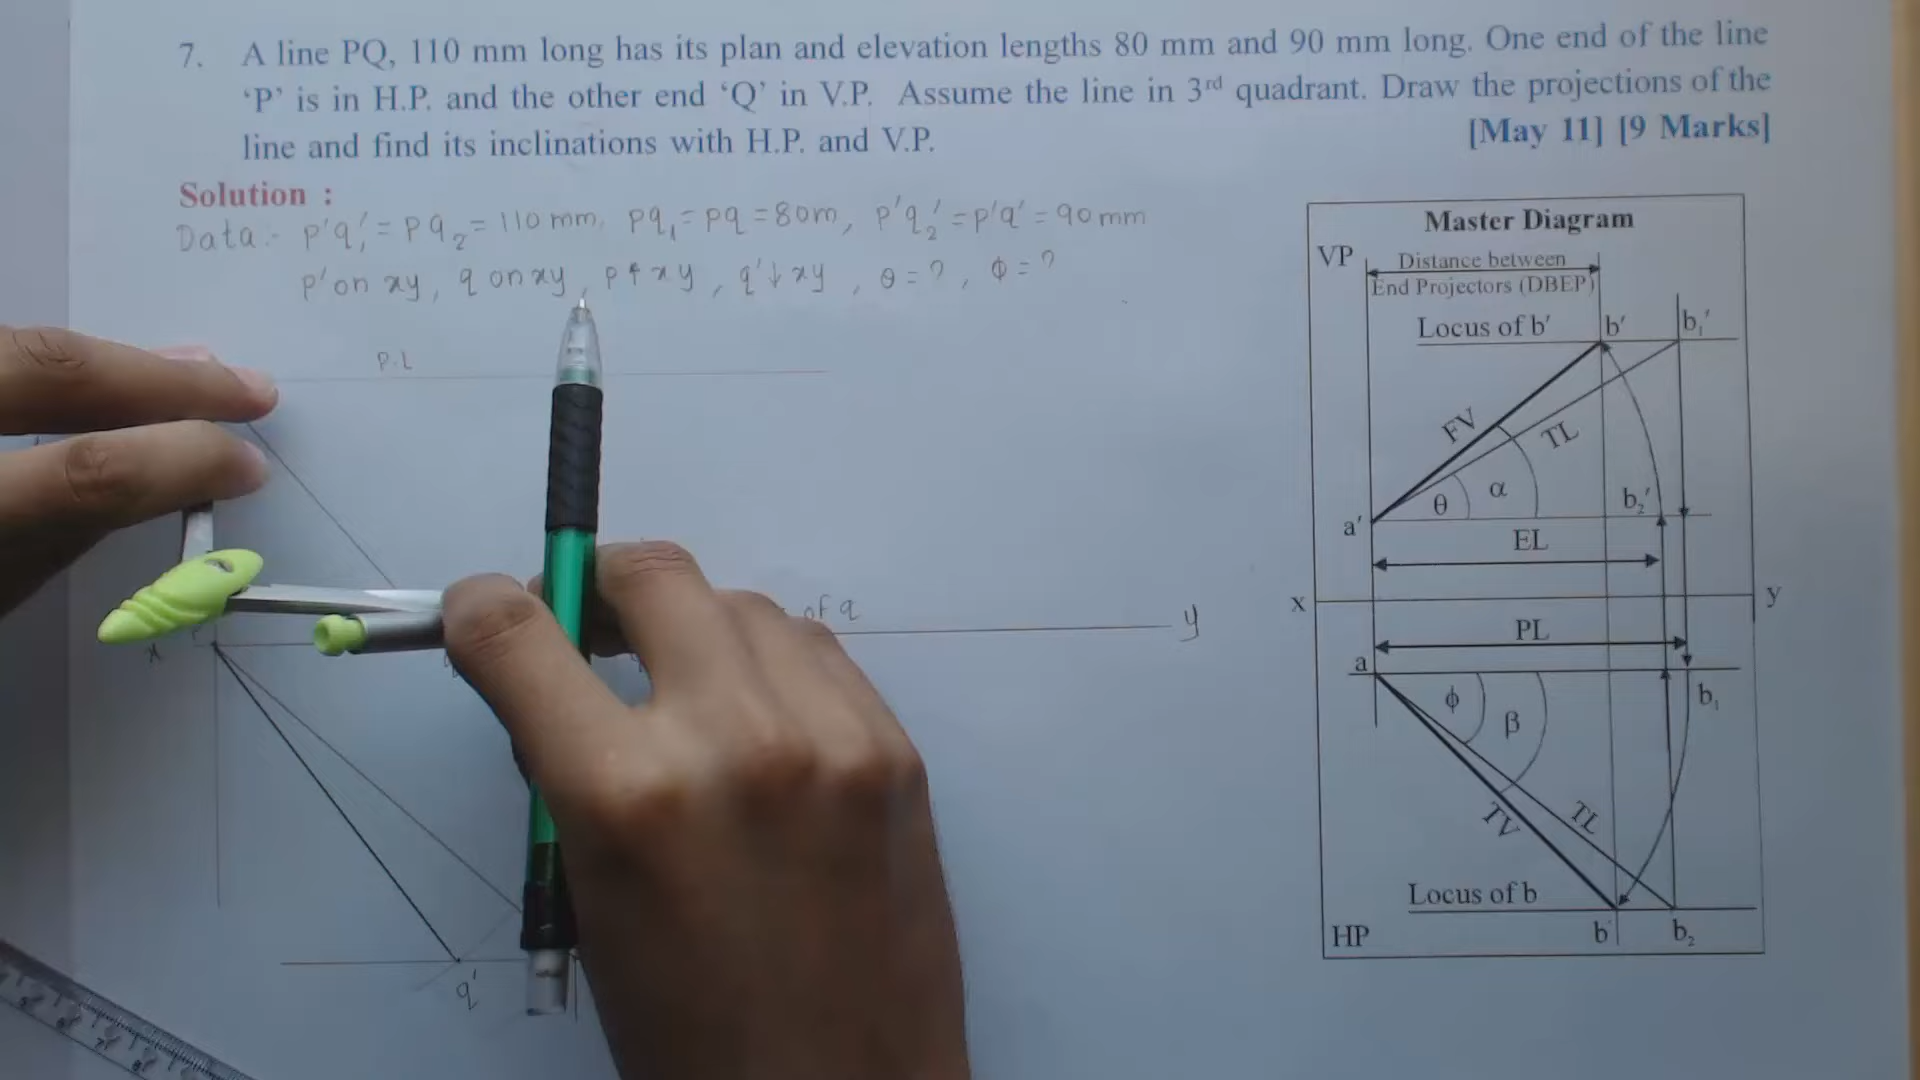 7. A line PQ, 110 mm long has its plan and elevation lengths 80 mm and 90 mm long. One end of the line
‘P’ is in H.P. and the other end ‘Q’ in V.P. Assume the line in 3rd quadrant. Draw the projections of the
line and find its inclinations with H.P. and V.P. [May 11] [9 Marks]
Solution :
Data:- p'q₁' = pq₂ = 110 mm, pq₁ = pq = 80m, p'q₂' = p'q' = 90 mm
p' on xy, q on xy, p↑xy, q'↓xy, θ = ?, ϕ = ?
P.L
of q
y
x
q'
Master Diagram
VP
Distance between
End Projectors (DBEP)
Locus of b'
b'
b₁'
FV
TL
θ
α
b₂'
a'
EL
x
y
PL
a
ϕ
β
b₁
TV
TL
Locus of b
HP
b
b₂